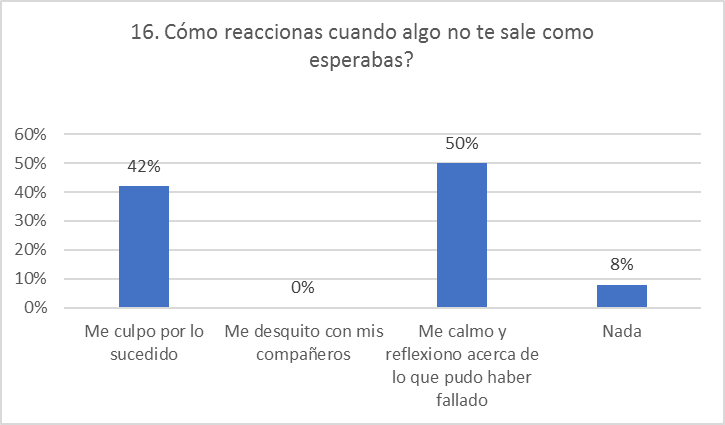 16. Cómo reaccionas cuando algo no te sale como
esperabas?
60%
50%
40%
30%
20%
10%
0%
42%
0%
50%
8%
Me culpo por lo
sucedido
Me desquito con mis
compañeros
Me calmo y
reflexiono acerca de
lo que pudo haber
fallado
Nada